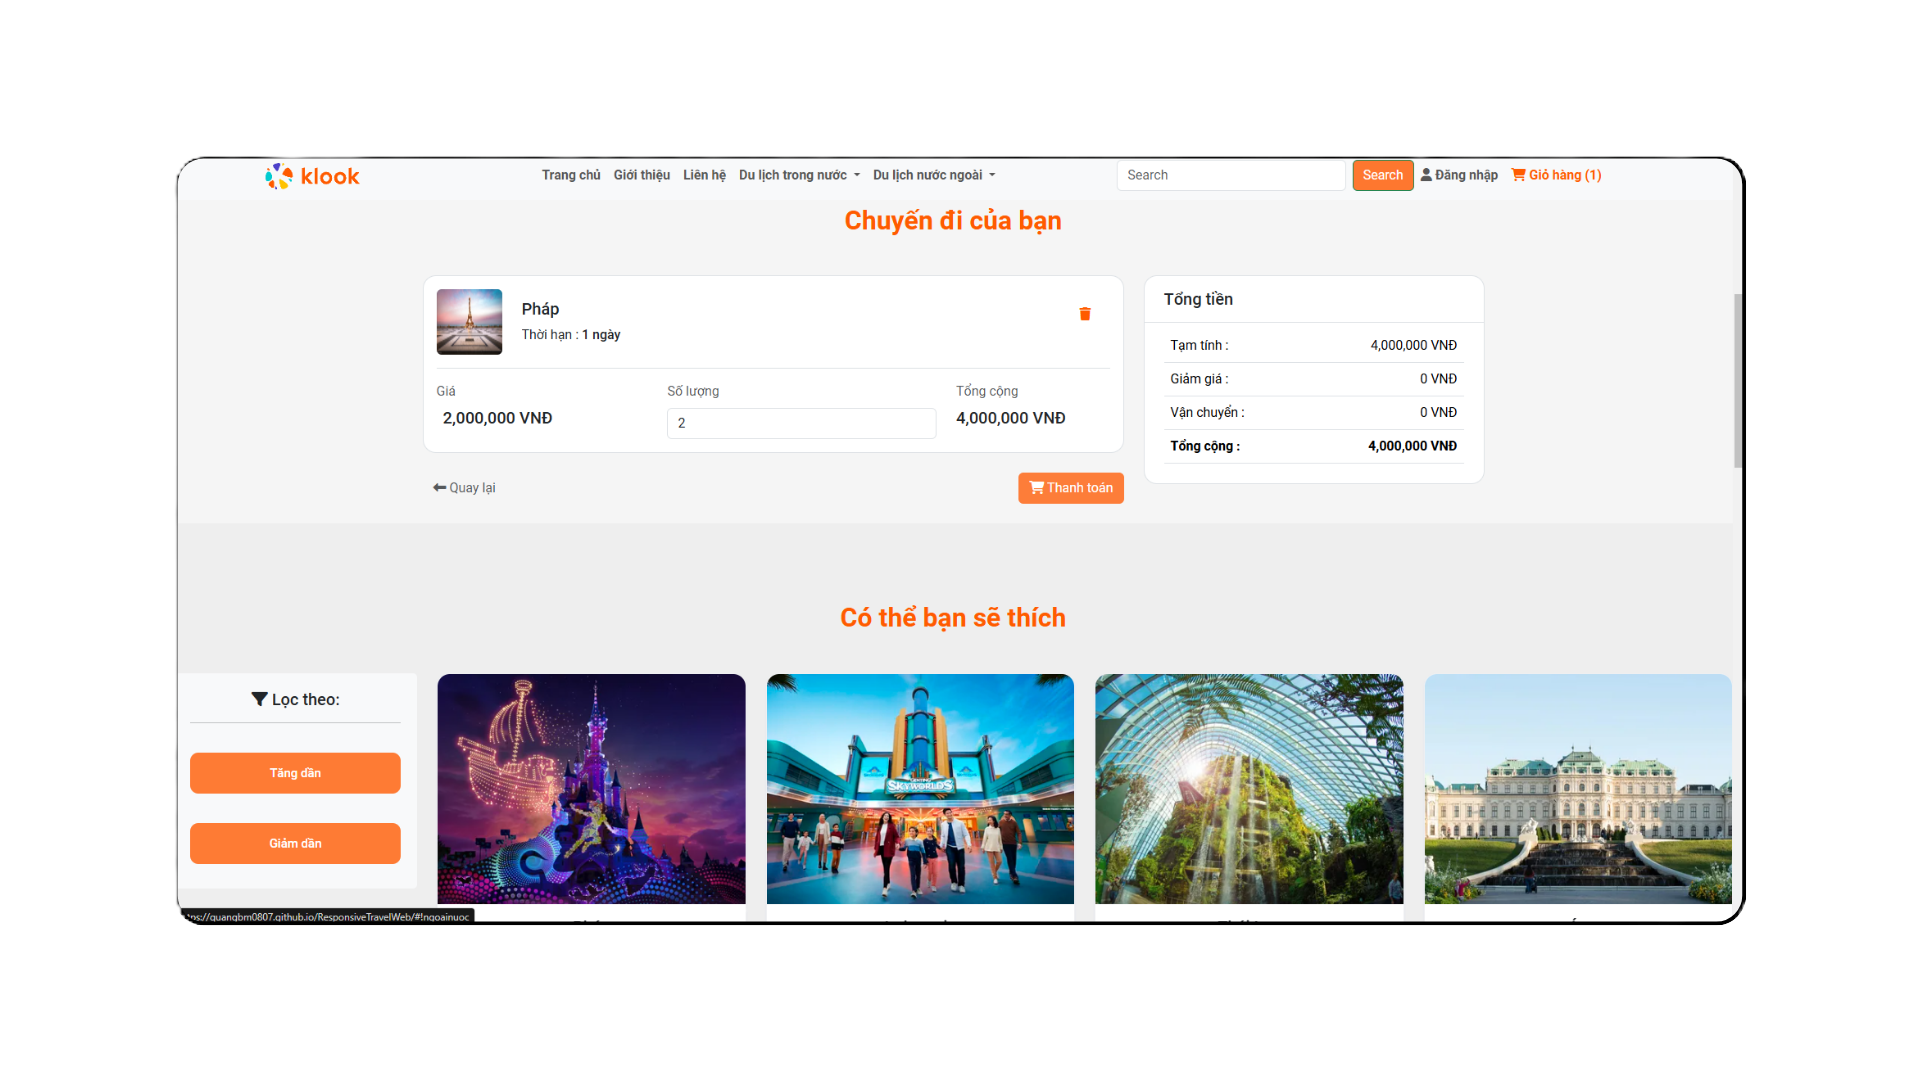 klook
Trang chủ Giới thiệu Liên hệ Du lịch trong nước Du lịch nước ngoài
Search Search Đăng nhập Giỏ hàng (1)
Chuyến đi của bạn
Pháp
Thời hạn : 1 ngày
Giá Số lượng Tổng cộng
2,000,000 VNĐ 2 4,000,000 VNĐ
Quay lại Thanh toán
Tổng tiền
Tạm tính : 4,000,000 VNĐ
Giảm giá : 0 VNĐ
Vận chuyển : 0 VNĐ
Tổng cộng : 4,000,000 VNĐ
Có thể bạn sẽ thích
Lọc theo:
Tăng dần
Giảm dần
SKYWORLDS
ps://quangbm0807.github.io/ResponsiveTravelWeb/#!ngoainuoc